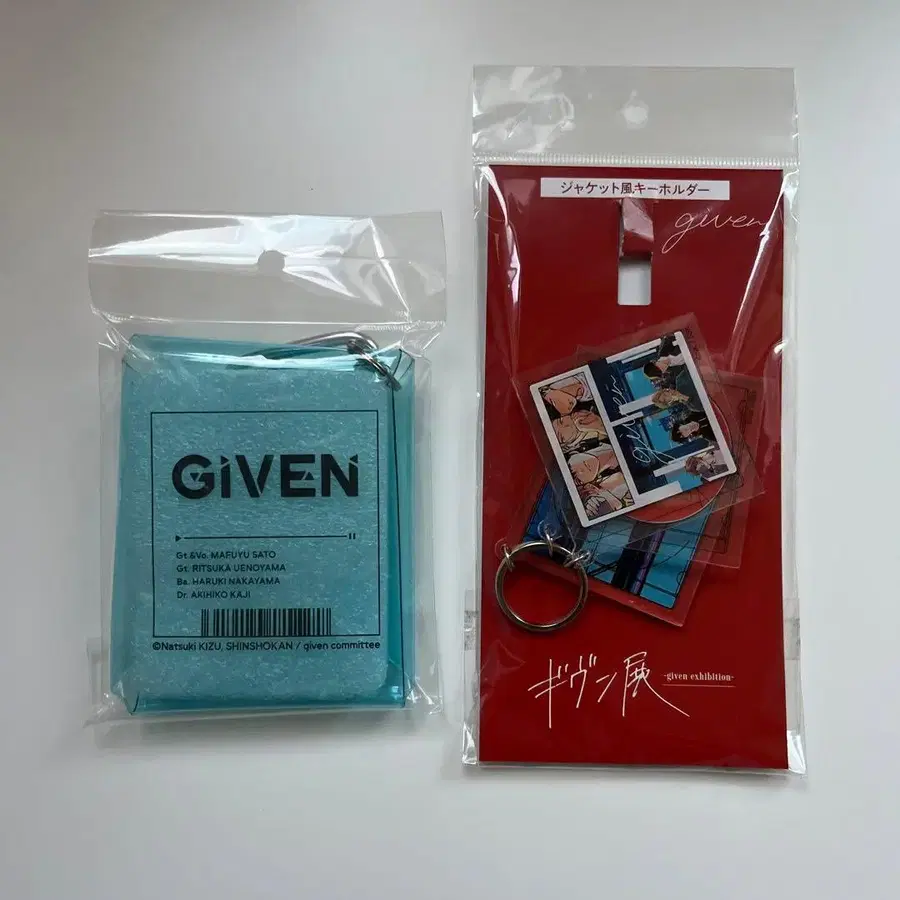 GiVEN
Gt.&Vo. MAFUYU SATO
Gt. RITSUKA UENOYAMA
Ba. HARUKI NAKAYAMA
Dr. AKIHIKO KAJI
©Natsuki KIZU, SHINSHOKAN / given committee
ジャケット風キーホルダー
given
given
ギヴン展
-given exhibition-